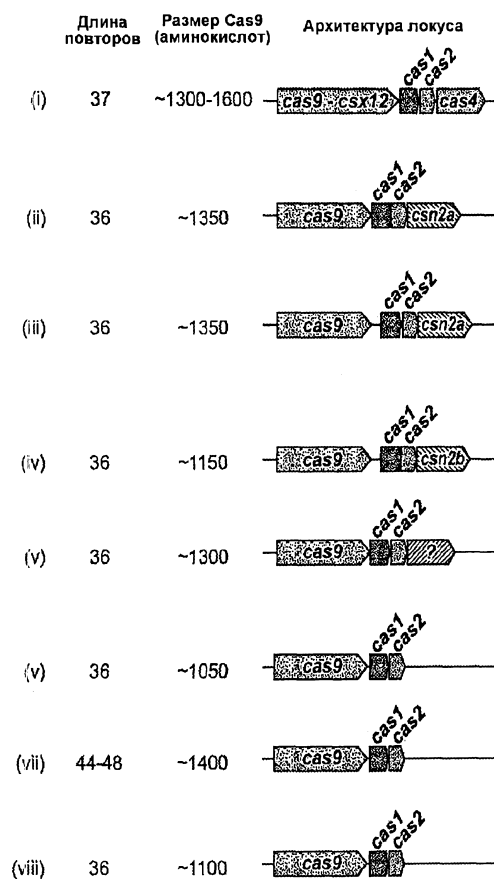 Длина повторов Размер Cas9 (аминокислот) Архитектура локуса
(i) 37 ~1300-1600 cas9 - csx12 cas1 cas2 cas4
(ii) 36 ~1350 cas9 cas1 cas2 csn2a
(iii) 36 ~1350 cas9 cas1 cas2 csn2a
(iv) 36 ~1150 cas9 cas1 cas2 csn2b
(v) 36 ~1300 cas9 cas1 cas2 ?
(v) 36 ~1050 cas9 cas1 cas2
(vii) 44-48 ~1400 cas9 cas1 cas2
(viii) 36 ~1100 cas9 cas1 cas2